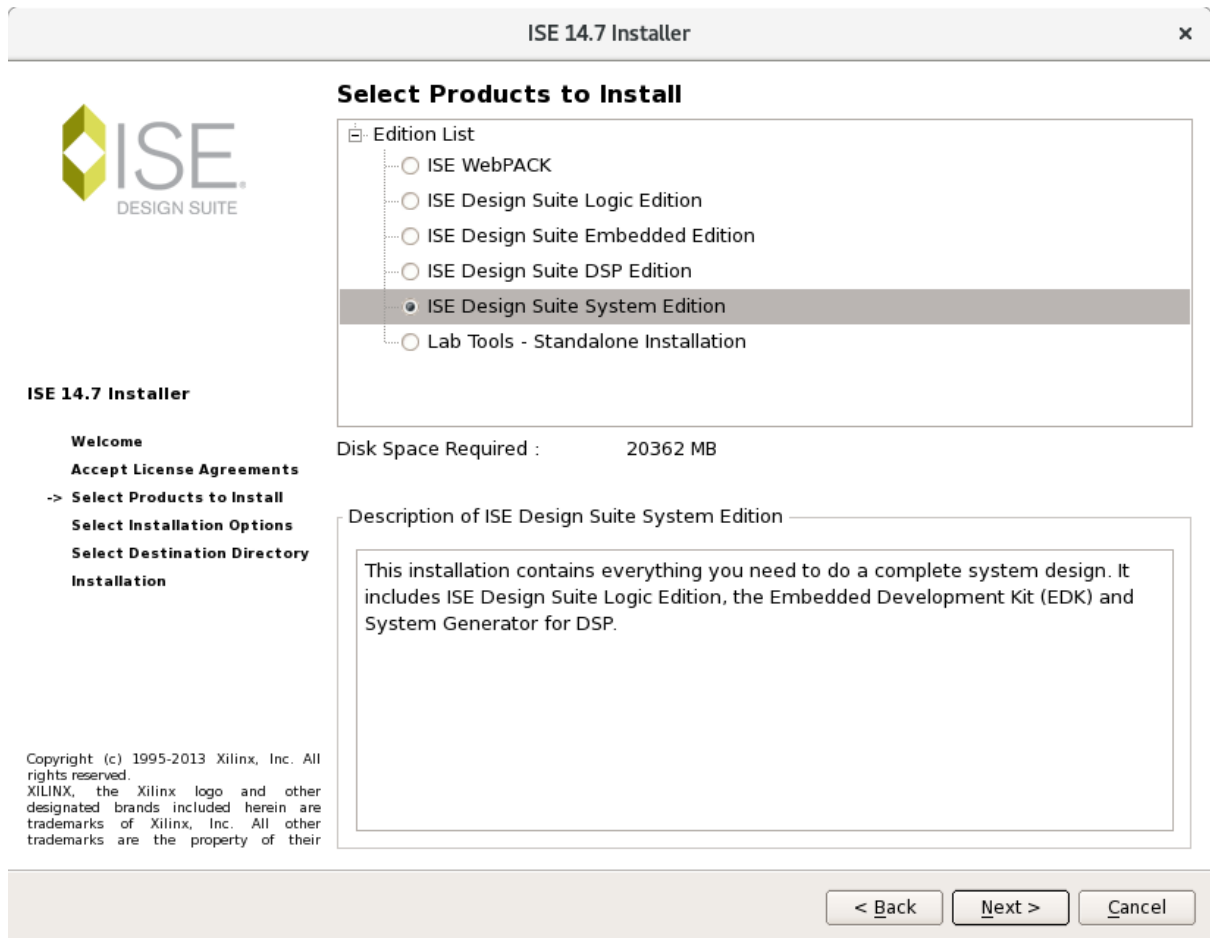 ISE 14.7 Installer
×
ISE®
DESIGN SUITE
Select Products to Install
Edition List
ISE WebPACK
ISE Design Suite Logic Edition
ISE Design Suite Embedded Edition
ISE Design Suite DSP Edition
ISE Design Suite System Edition
Lab Tools - Standalone Installation
ISE 14.7 Installer
Welcome
Accept License Agreements
-> Select Products to Install
Select Installation Options
Select Destination Directory
Installation
Disk Space Required : 20362 MB
Description of ISE Design Suite System Edition
This installation contains everything you need to do a complete system design. It
includes ISE Design Suite Logic Edition, the Embedded Development Kit (EDK) and
System Generator for DSP.
Copyright (c) 1995-2013 Xilinx, Inc. All
rights reserved.
XILINX, the Xilinx logo and other
designated brands included herein are
trademarks of Xilinx, Inc. All other
trademarks are the property of their
< Back
Next >
Cancel